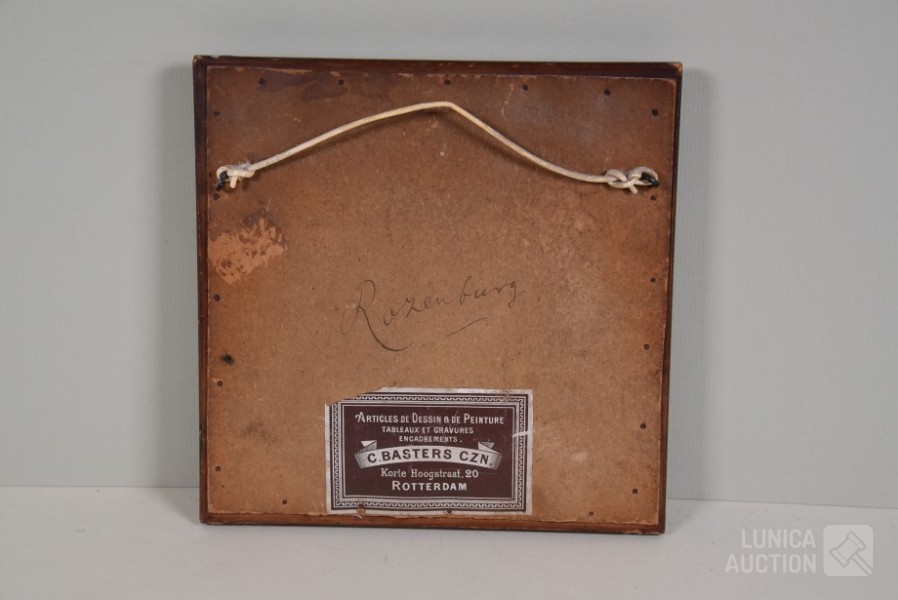 Rozenburg
ARTICLES DE DESSIN & DE PEINTURE
TABLEAUX ET GRAVURES
ENCADREMENTS.
C. BASTERS CZN.
Korte Hoogstraat, 20
ROTTERDAM
LUNICA
AUCTION